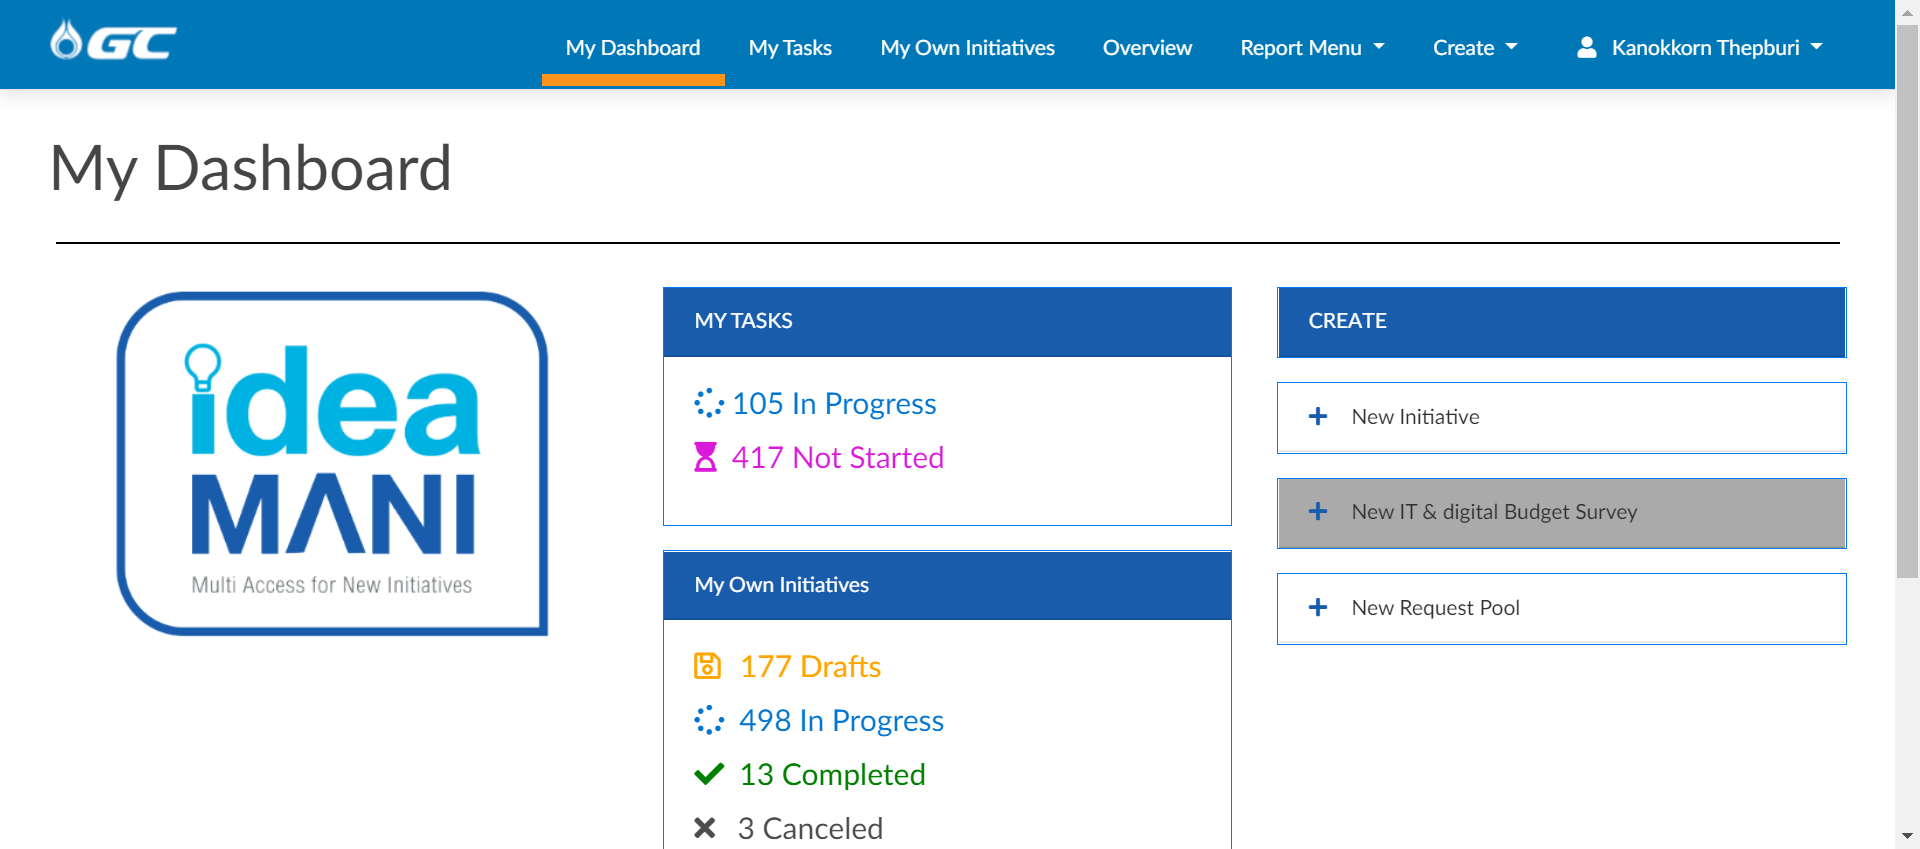 GC
My Dashboard
My Tasks
My Own Initiatives
Overview
Report Menu
Create
Kanokkorn Thepburi
My Dashboard
idea
MANI
Multi Access for New Initiatives
MY TASKS
105 In Progress
417 Not Started
My Own Initiatives
177 Drafts
498 In Progress
13 Completed
3 Canceled
CREATE
New Initiative
New IT & digital Budget Survey
New Request Pool